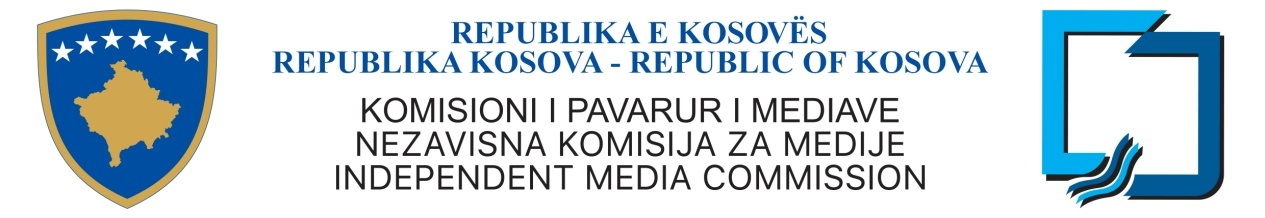 REPUBLIKA E KOSOVËS
REPUBLIKA KOSOVA - REPUBLIC OF KOSOVA
KOMISIONI I PAVARUR I MEDIAVE
NEZAVISNA KOMISIJA ZA MEDIJE
INDEPENDENT MEDIA COMMISSION